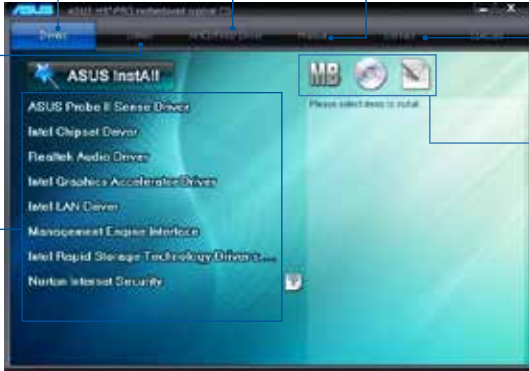 ASUS
Drivers
Manual
ASUS InstAll
MB
Please select items to install.
ASUS Probe II Sense Driver
Intel Chipset Driver
Realtek Audio Driver
Intel Graphics Accelerator Driver
Intel LAN Driver
Management Engine Interface
Intel Rapid Storage Technology Driver s....
Norton Internet Security